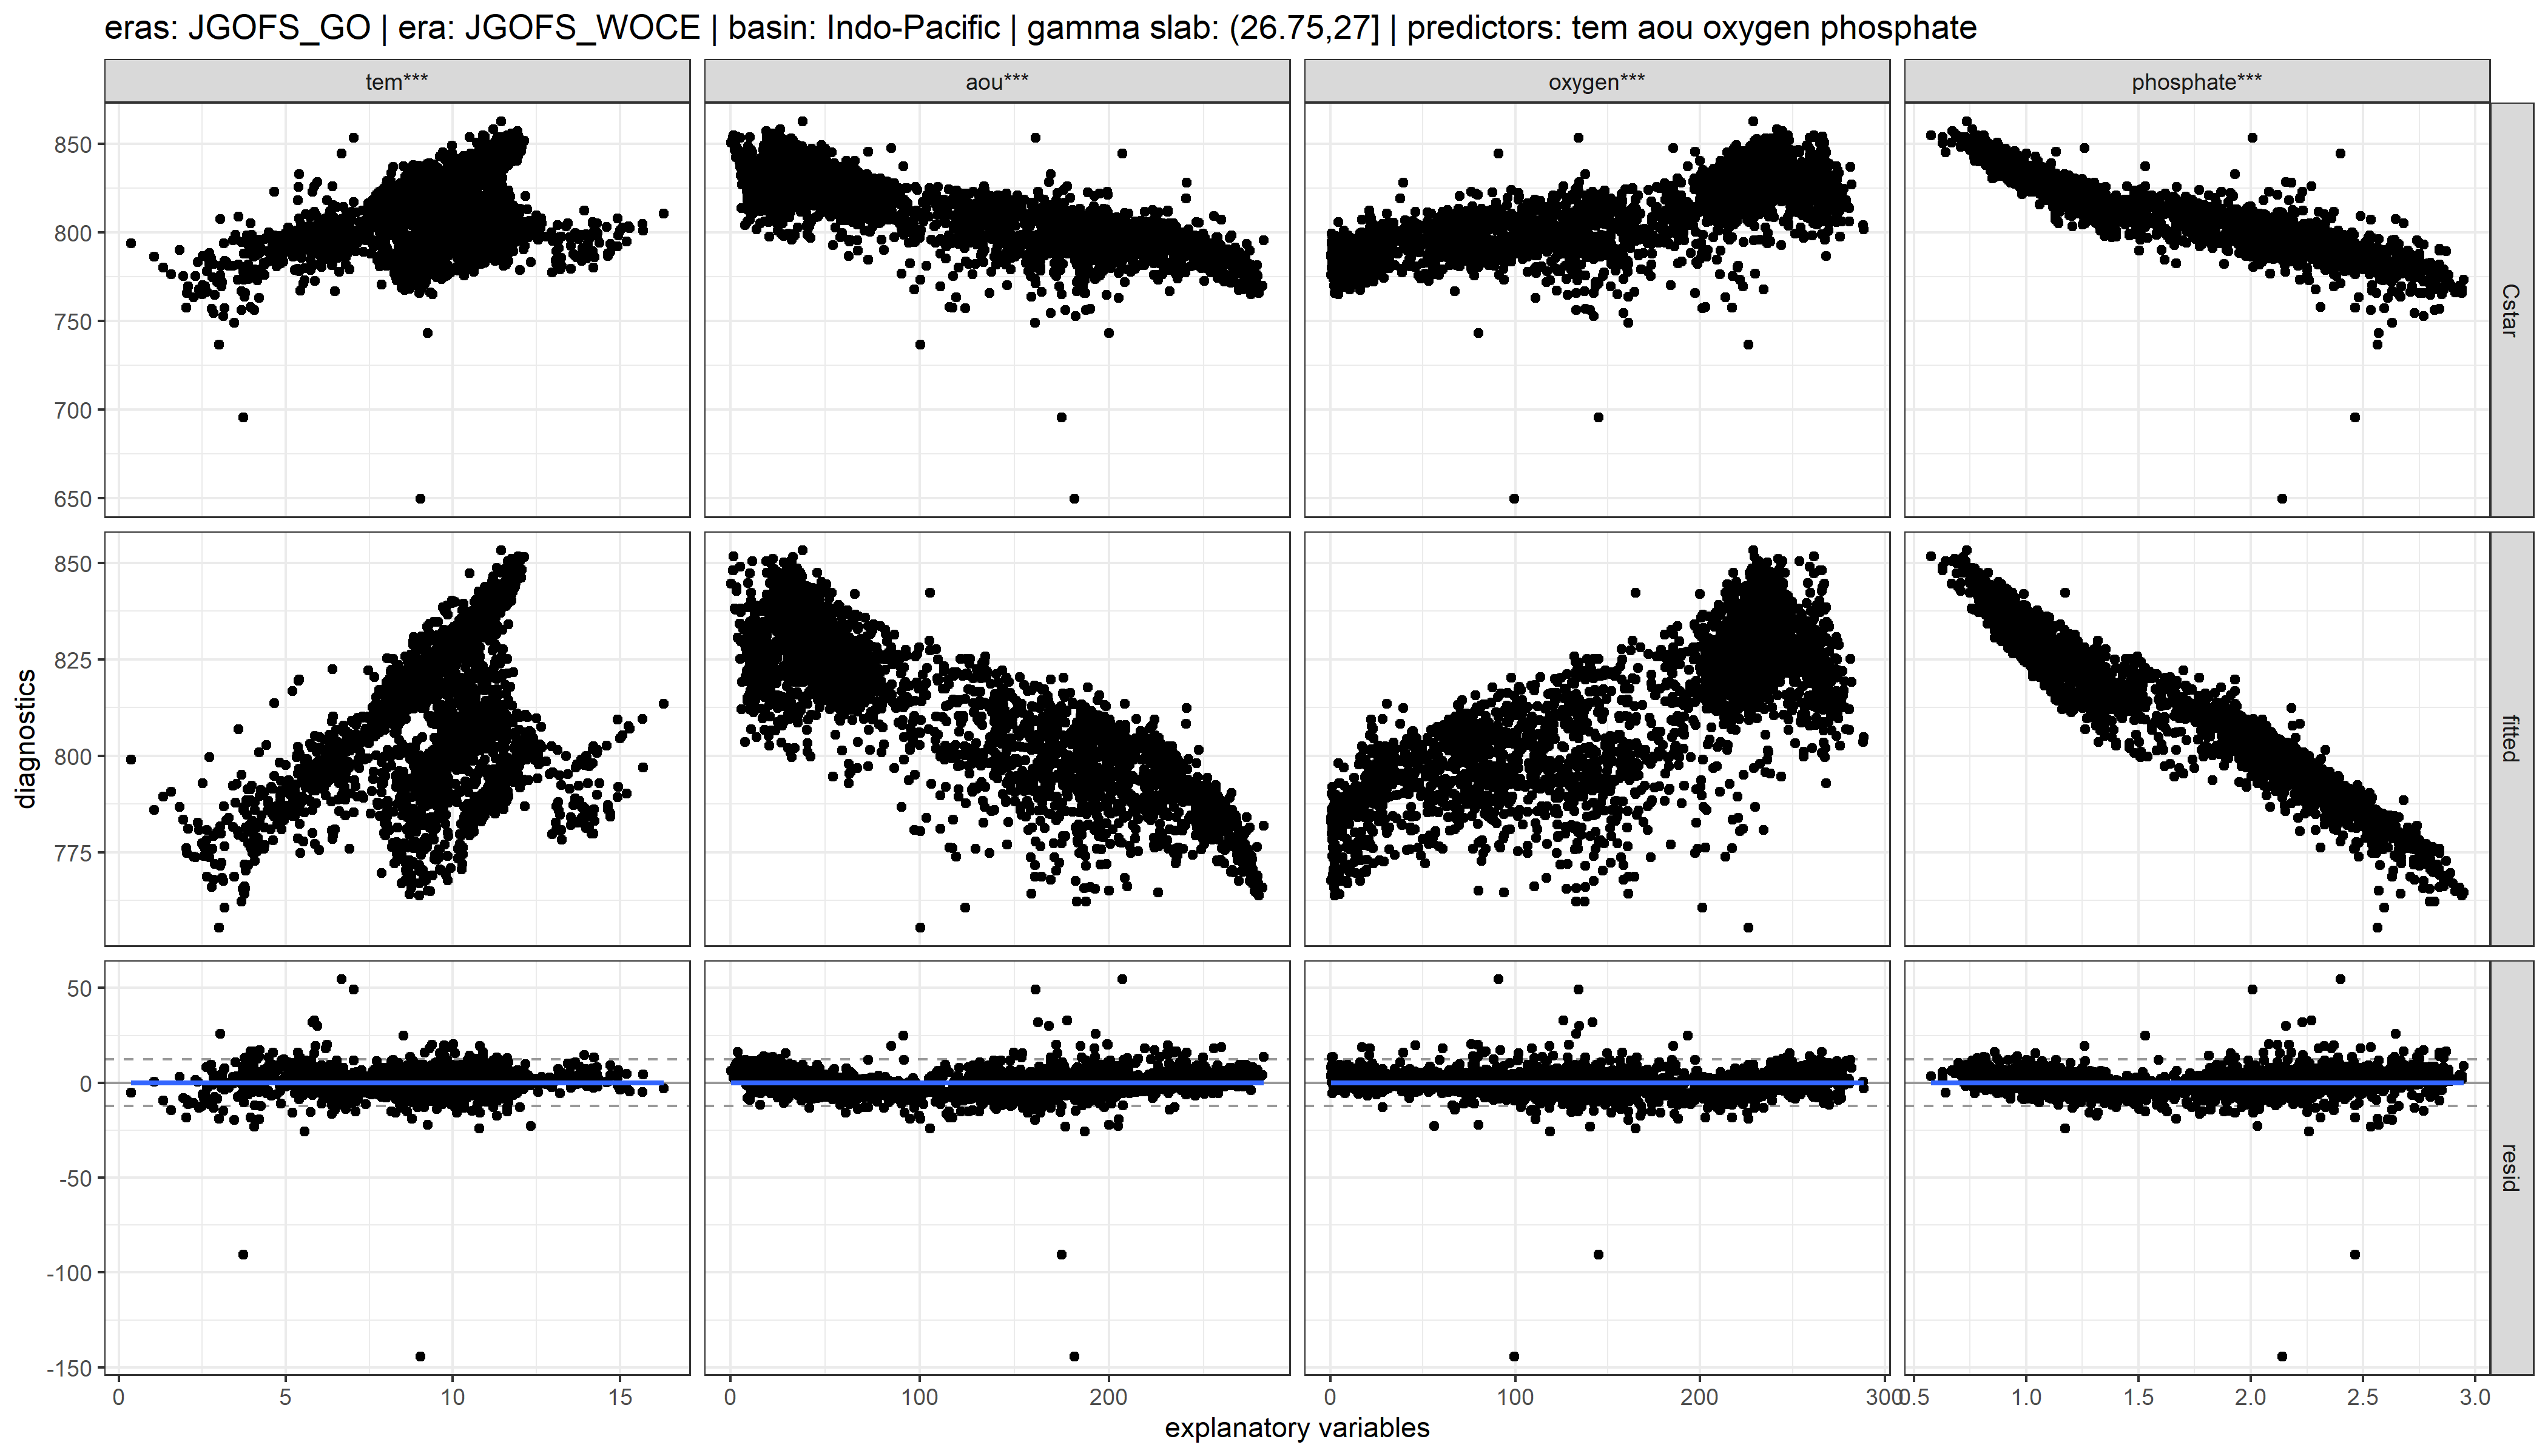 eras: JGOFS_GO | era: JGOFS_WOCE | basin: Indo-Pacific | gamma slab: (26.75,27] | predictors: tem aou oxygen phosphate
tem*** aou*** oxygen*** phosphate***
850
800
750
700
650
Cstar
850
825
800
775
fitted
diagnostics
50
0
-50
-100
-150
resid
0 5 10 15 0 100 200 0 100 200 300 0.5 1.0 1.5 2.0 2.5 3.0
explanatory variables